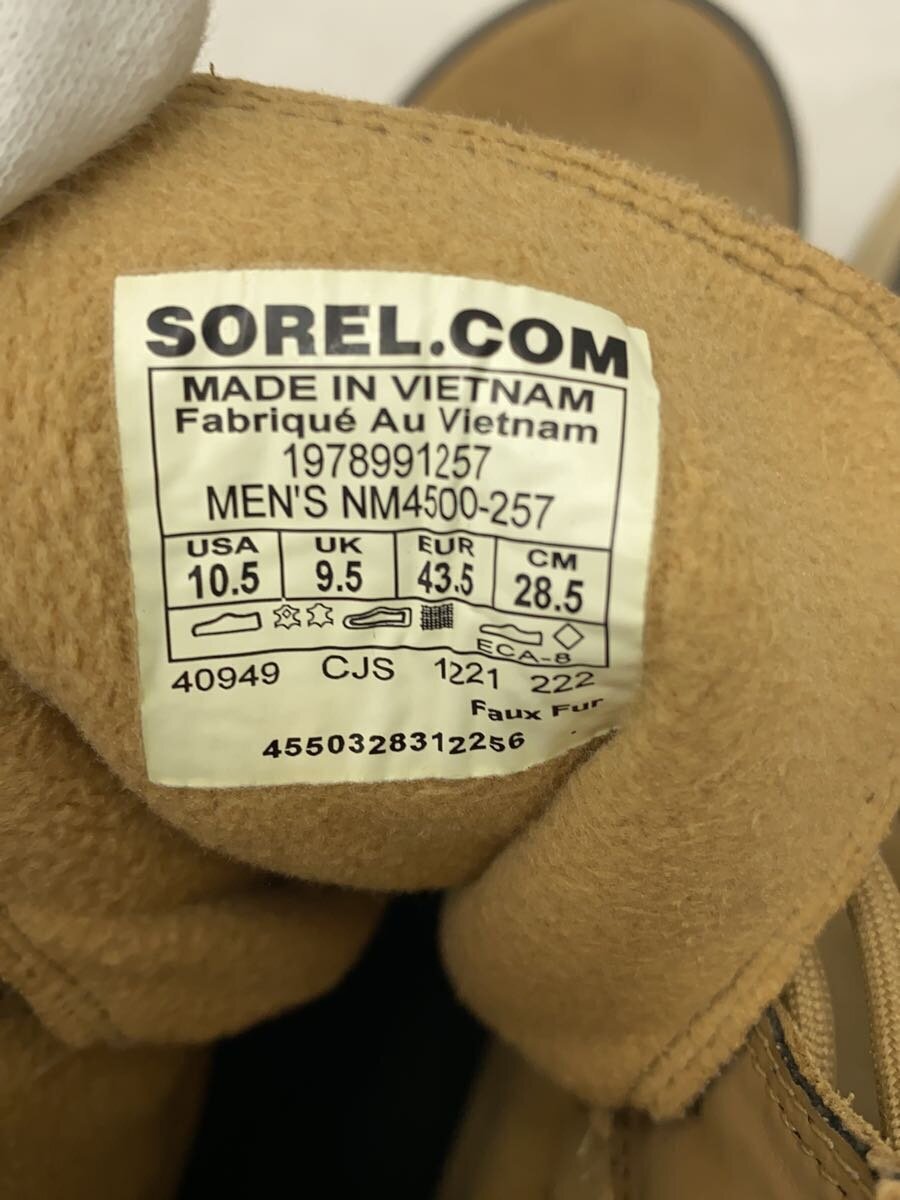 SOREL.COM
MADE IN VIETNAM
Fabriqué Au Vietnam
1978991257
MEN'S NM4500-257
USA UK EUR CM
10.5 9.5 43.5 28.5
ECA-8
40949 CJS 1221 222
Faux Fur
4550328312256